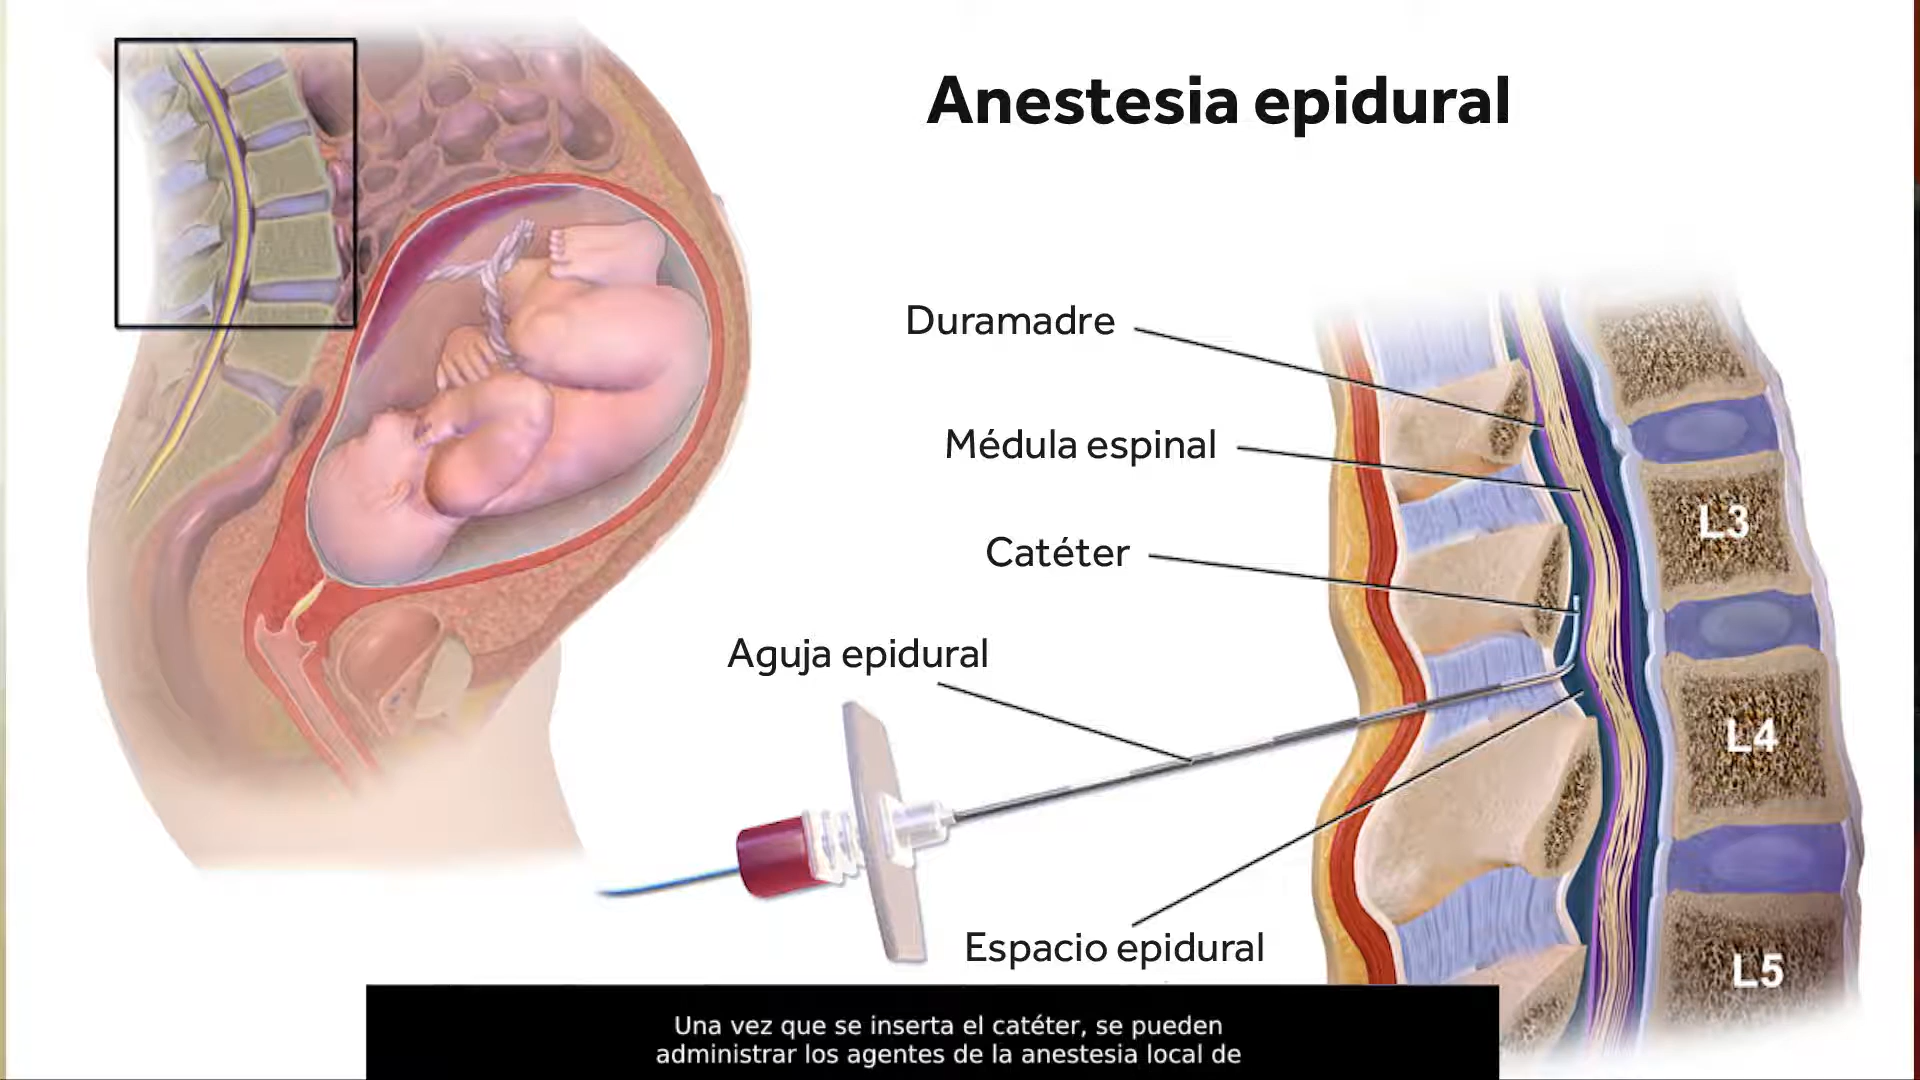 Anestesia epidural
Duramadre
Médula espinal
Catéter
Aguja epidural
Espacio epidural
L3
L4
L5
Una vez que se inserta el catéter, se pueden
administrar los agentes de la anestesia local de